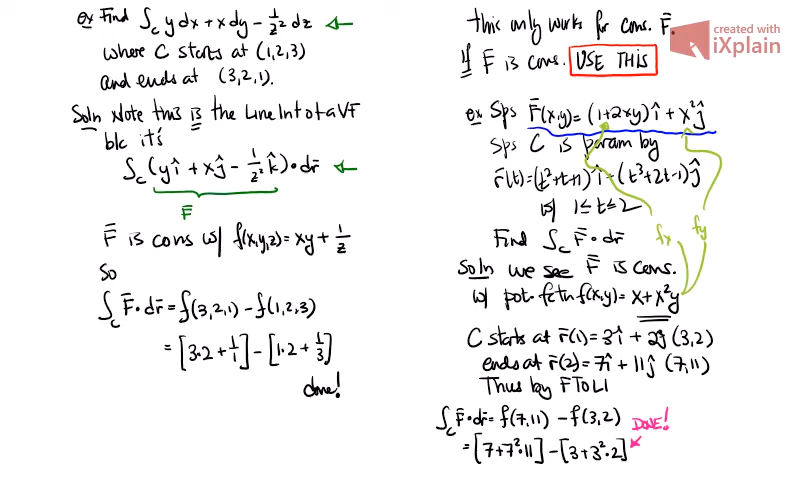 ex Find ∫_C y dx + x dy − 1/z² dz ←
where C starts at (1,2,3)
and ends at (3,2,1).
Soln Note this is the Line Int of a VF
b/c it's
∫_C (y î + x ĵ − 1/z² k̂) • dr̄ ←
F̄
F̄ is cons w/ f(x,y,z) = xy + 1/z
So
∫_C F̄ • dr̄ = f(3,2,1) − f(1,2,3)
= [3·2 + 1/1] − [1·2 + 1/3]
done!
this only works for cons. F̄.
If F̄ is cons. USE THIS
created with
iXplain
ex Sps F̄(x,y) = (1+2xy) î + x² ĵ
Sps C is param by
r̄(t) = (t²+t+1) î + (t³+2t−1) ĵ
w/ 1 ≤ t ≤ 2
fx fy
Find ∫_C F̄ • dr̄
Soln we see F̄ is cons.
w/ pot. fctn f(x,y) = x + x²y
C starts at r̄(1) = 3î + 2ĵ (3,2)
ends at r̄(2) = 7î + 11ĵ (7,11)
Thus by FToLI
∫_C F̄ • dr̄ = f(7,11) − f(3,2) DONE!
= [7+7²·11] − [3+3²·2]